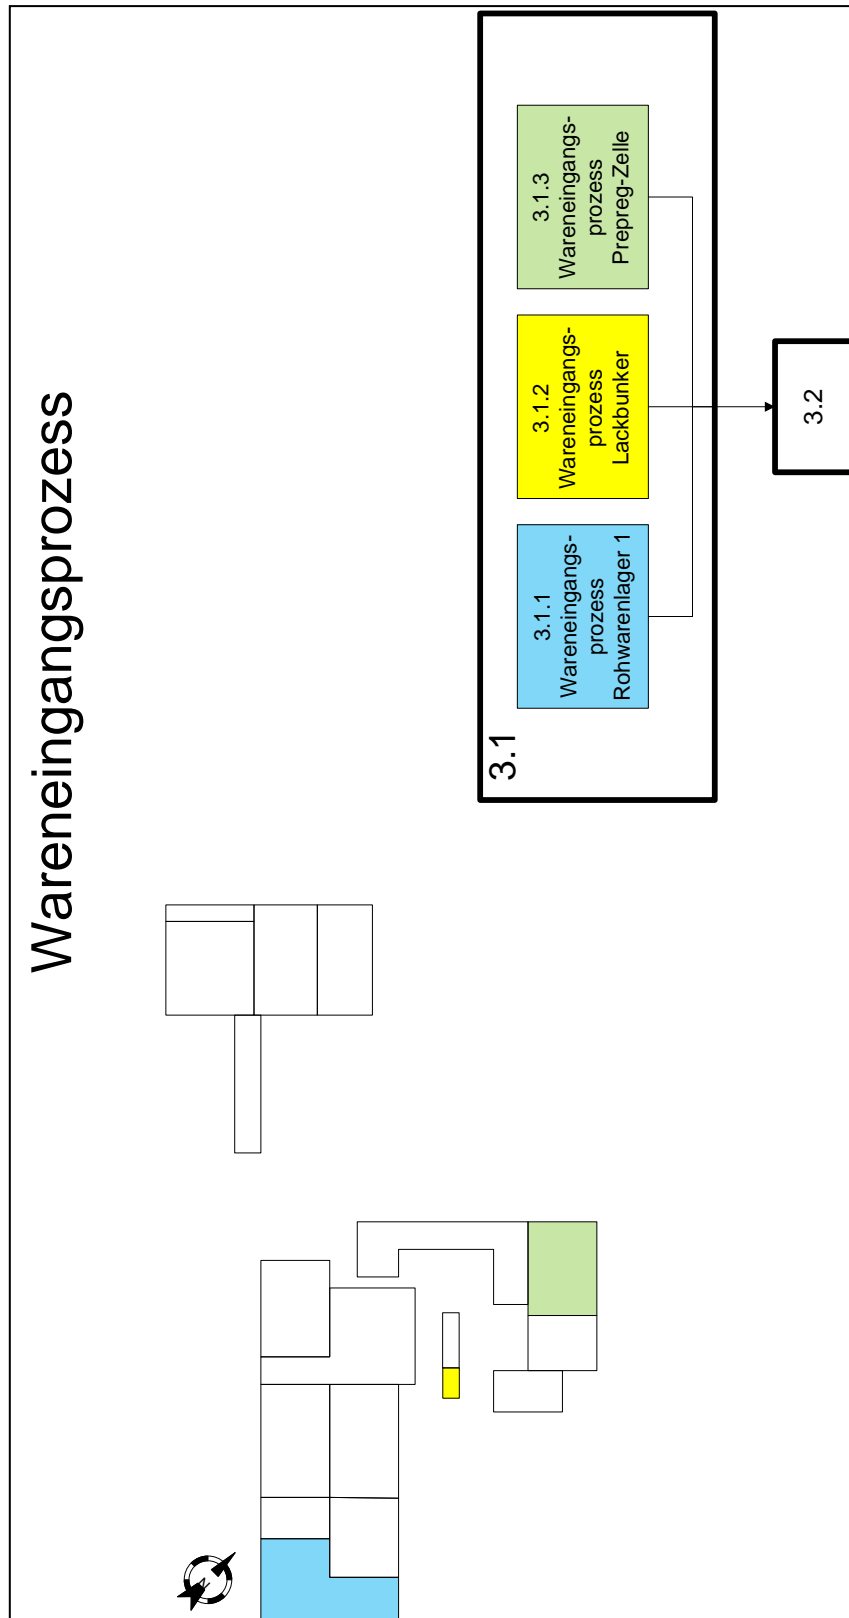 Wareneingangsprozess
3.1
3.1.1
Wareneingangs-
prozess
Rohwarenlager 1
3.1.2
Wareneingangs-
prozess
Lackbunker
3.1.3
Wareneingangs-
prozess
Prepreg-Zelle
3.2
N